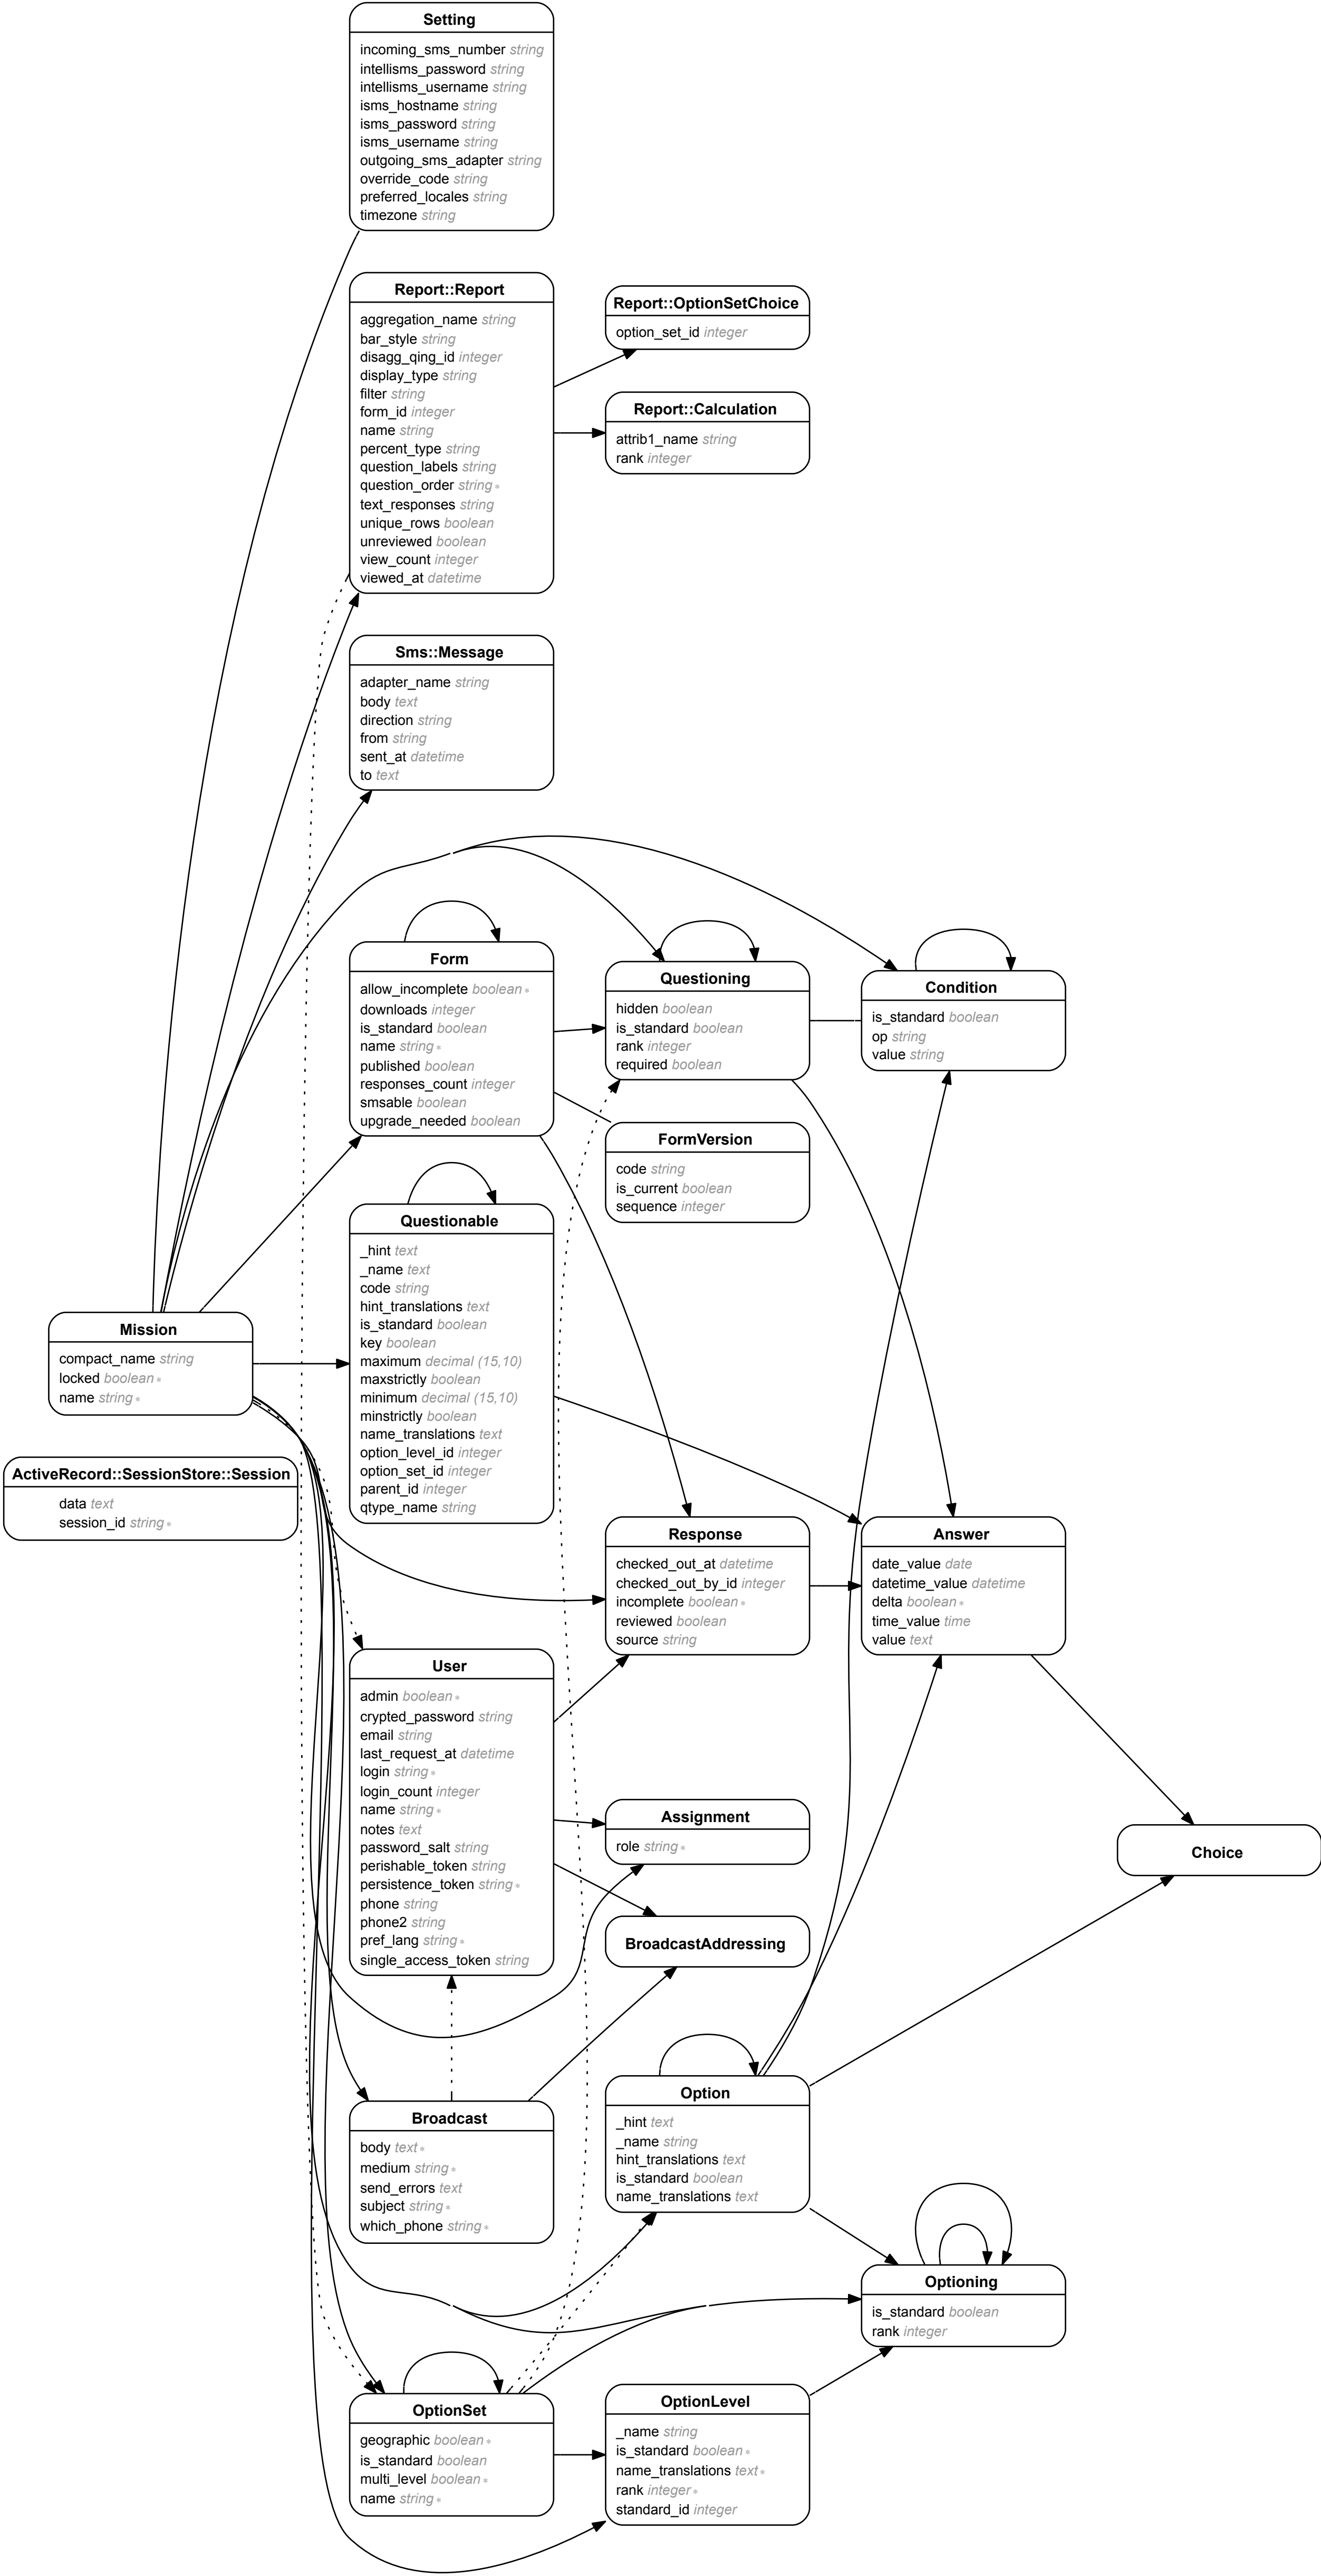 Setting
incoming_sms_number string
intellisms_password string
intellisms_username string
isms_hostname string
isms_password string
isms_username string
outgoing_sms_adapter string
override_code string
preferred_locales string
timezone string
Report::Report
aggregation_name string
bar_style string
disagg_qing_id integer
display_type string
filter string
form_id integer
name string
percent_type string
question_labels string
question_order string *
text_responses string
unique_rows boolean
unreviewed boolean
view_count integer
viewed_at datetime
Report::OptionSetChoice
option_set_id integer
Report::Calculation
attrib1_name string
rank integer
Sms::Message
adapter_name string
body text
direction string
from string
sent_at datetime
to text
Form
allow_incomplete boolean *
downloads integer
is_standard boolean
name string *
published boolean
responses_count integer
smsable boolean
upgrade_needed boolean
Questioning
hidden boolean
is_standard boolean
rank integer
required boolean
Condition
is_standard boolean
op string
value string
FormVersion
code string
is_current boolean
sequence integer
Questionable
_hint text
_name text
code string
hint_translations text
is_standard boolean
key boolean
maximum decimal (15,10)
maxstrictly boolean
minimum decimal (15,10)
minstrictly boolean
name_translations text
option_level_id integer
option_set_id integer
parent_id integer
qtype_name string
Mission
compact_name string
locked boolean *
name string *
ActiveRecord::SessionStore::Session
data text
session_id string *
Response
checked_out_at datetime
checked_out_by_id integer
incomplete boolean *
reviewed boolean
source string
Answer
date_value date
datetime_value datetime
delta boolean *
time_value time
value text
User
admin boolean *
crypted_password string
email string
last_request_at datetime
login string *
login_count integer
name string *
notes text
password_salt string
perishable_token string
persistence_token string *
phone string
phone2 string
pref_lang string *
single_access_token string
Assignment
role string *
Choice
BroadcastAddressing
Broadcast
body text *
medium string *
send_errors text
subject string *
which_phone string *
Option
_hint text
_name string
hint_translations text
is_standard boolean
name_translations text
Optioning
is_standard boolean
rank integer
OptionSet
geographic boolean *
is_standard boolean
multi_level boolean *
name string *
OptionLevel
_name string
is_standard boolean *
name_translations text *
rank integer *
standard_id integer